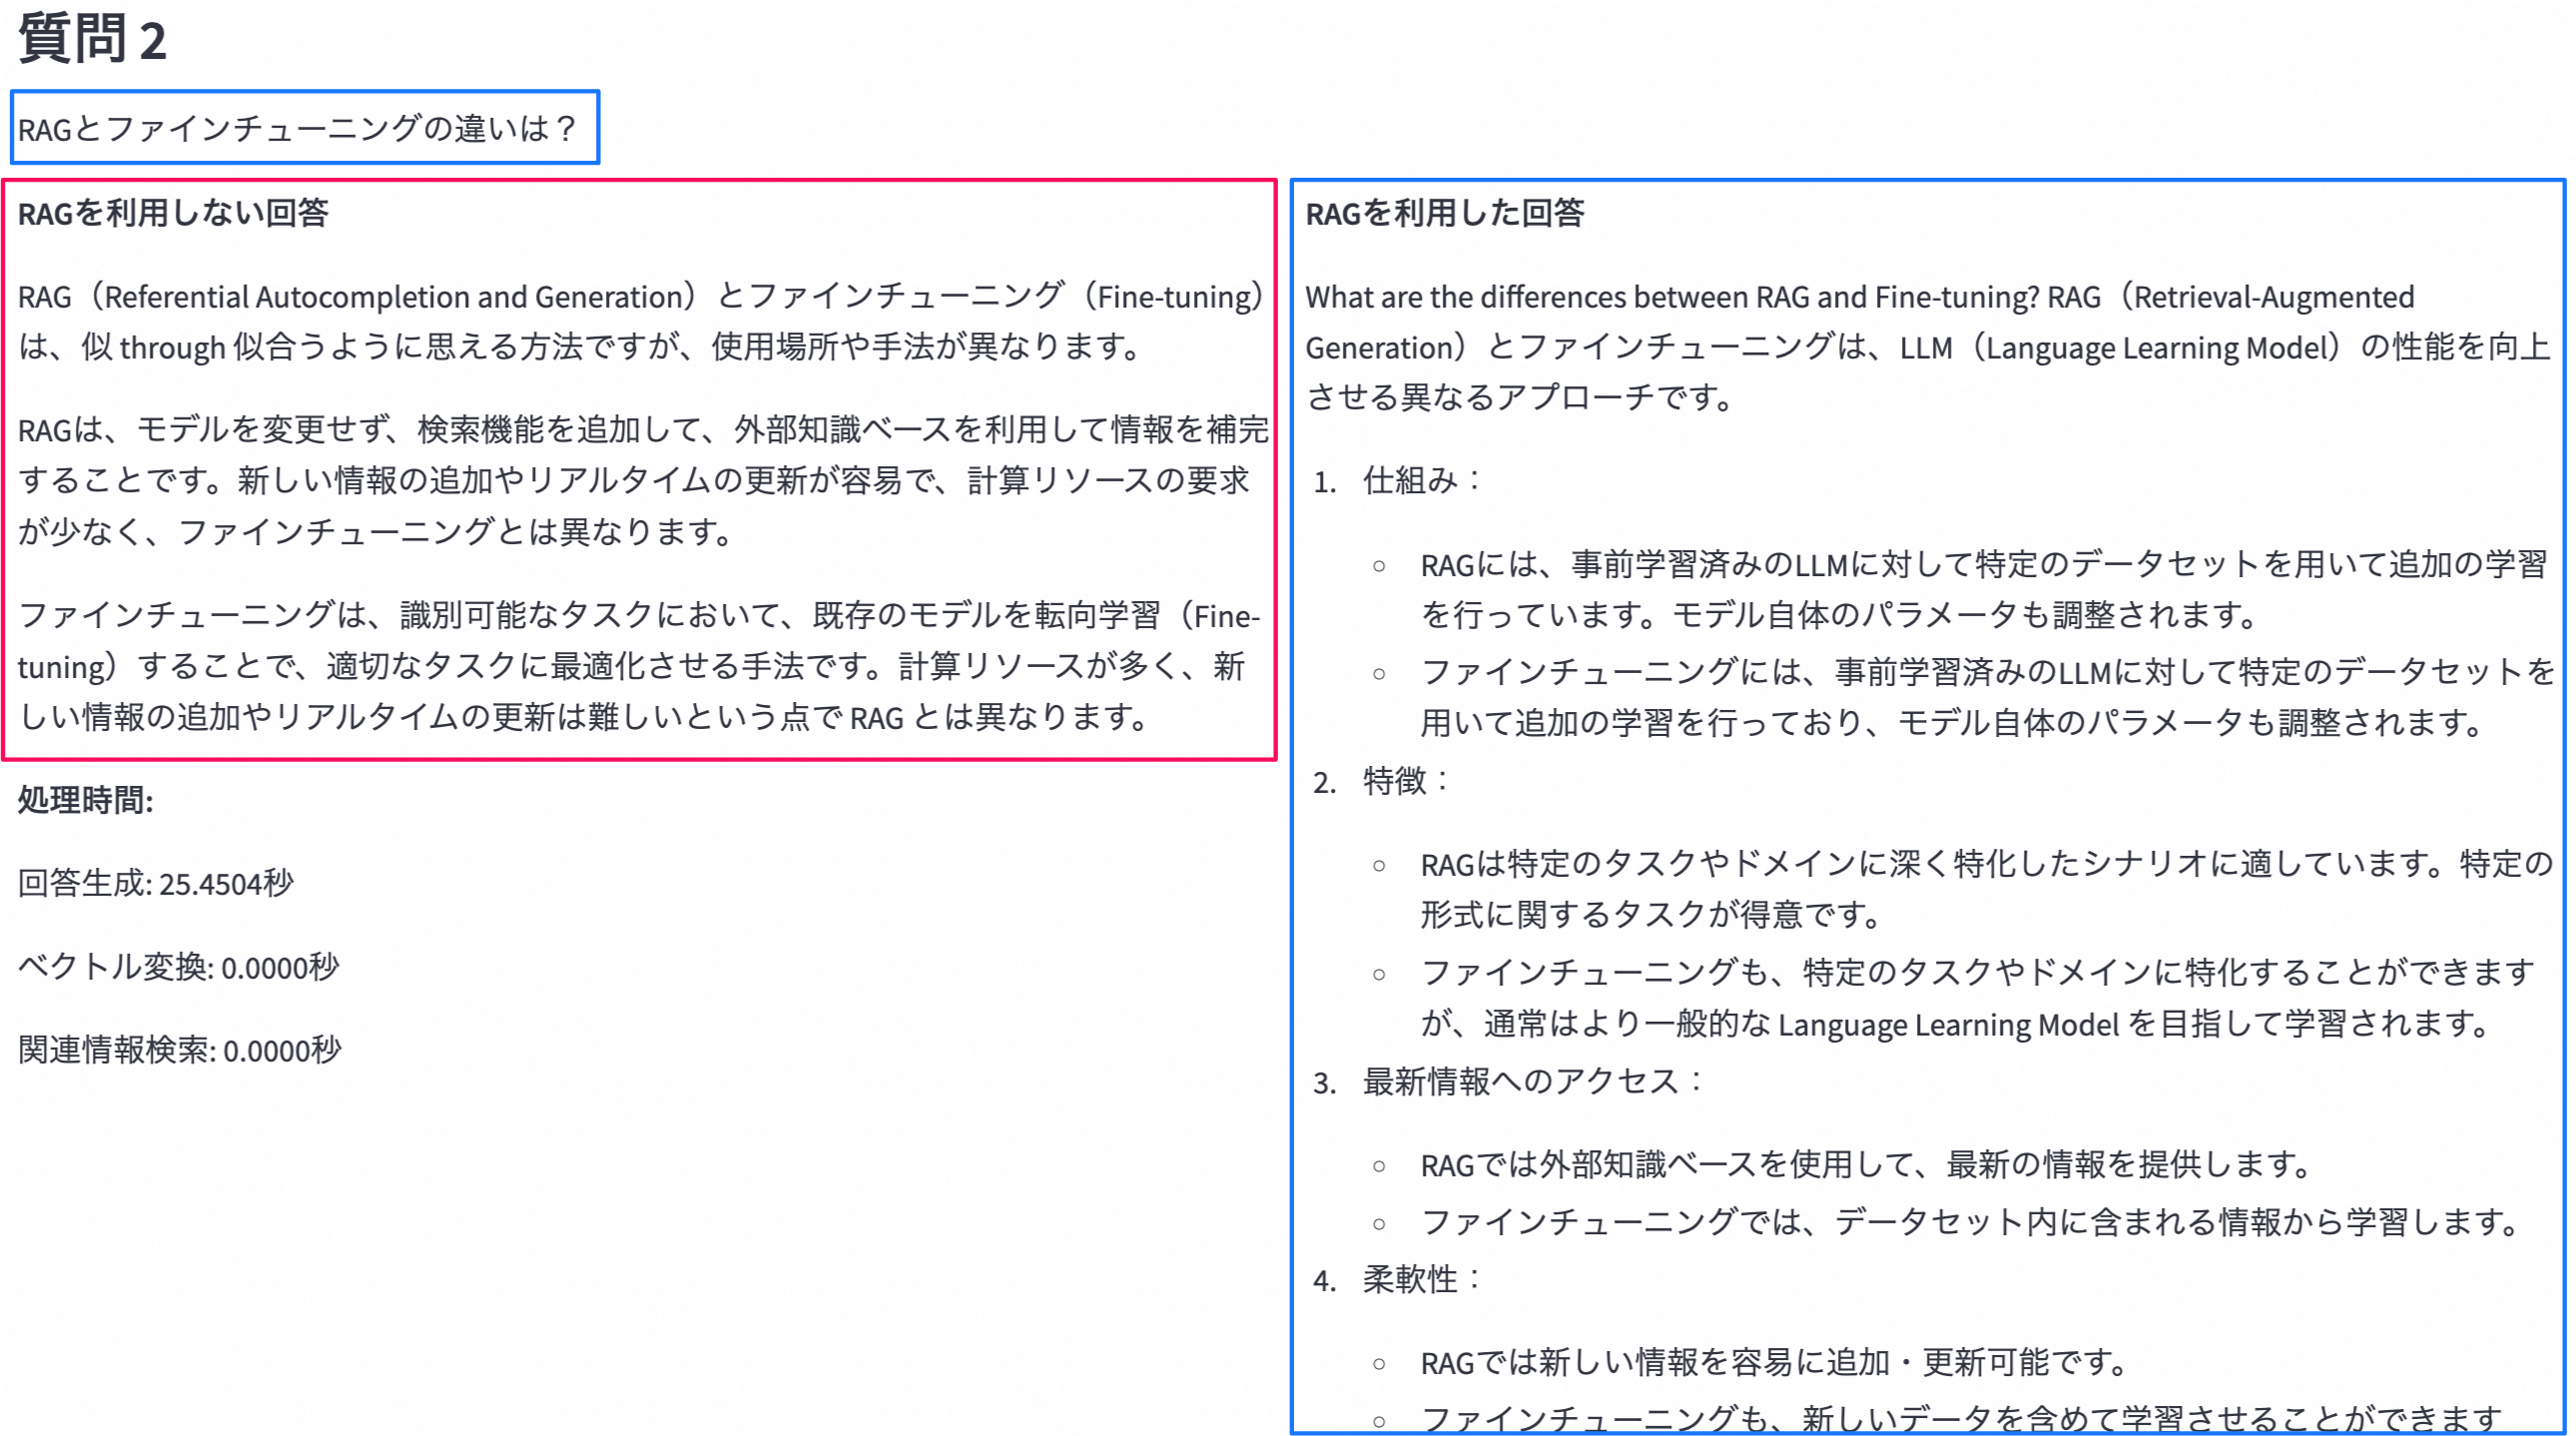 質問 2
RAGとファインチューニングの違いは？
RAGを利用しない回答
RAG（Referential Autocompletion and Generation）とファインチューニング（Fine-tuning）
は、似 through 似合うように思える方法ですが、使用場所や手法が異なります。
RAGは、モデルを変更せず、検索機能を追加して、外部知識ベースを利用して情報を補完
することです。新しい情報の追加やリアルタイムの更新が容易で、計算リソースの要求
が少なく、ファインチューニングとは異なります。
ファインチューニングは、識別可能なタスクにおいて、既存のモデルを転向学習（Fine-
tuning）することで、適切なタスクに最適化させる手法です。計算リソースが多く、新
しい情報の追加やリアルタイムの更新は難しいという点で RAG とは異なります。
処理時間:
回答生成: 25.4504秒
ベクトル変換: 0.0000秒
関連情報検索: 0.0000秒
RAGを利用した回答
What are the differences between RAG and Fine-tuning? RAG（Retrieval-Augmented
Generation）とファインチューニングは、LLM（Language Learning Model）の性能を向上
させる異なるアプローチです。
1. 仕組み：
○ RAGには、事前学習済みのLLMに対して特定のデータセットを用いて追加の学習
を行っています。モデル自体のパラメータも調整されます。
○ ファインチューニングには、事前学習済みのLLMに対して特定のデータセットを
用いて追加の学習を行っており、モデル自体のパラメータも調整されます。
2. 特徴：
○ RAGは特定のタスクやドメインに深く特化したシナリオに適しています。特定の
形式に関するタスクが得意です。
○ ファインチューニングも、特定のタスクやドメインに特化することができます
が、通常はより一般的な Language Learning Model を目指して学習されます。
3. 最新情報へのアクセス：
○ RAGでは外部知識ベースを使用して、最新の情報を提供します。
○ ファインチューニングでは、データセット内に含まれる情報から学習します。
4. 柔軟性：
○ RAGでは新しい情報を容易に追加・更新可能です。
○ ファインチューニングも、新しいデータを含めて学習させることができます